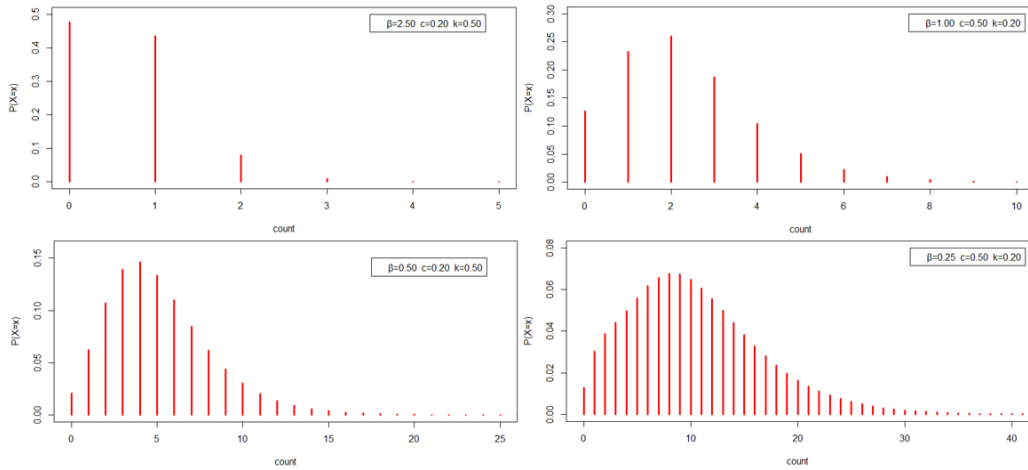 P(X=x)
0.5
0.4
0.3
0.2
0.1
0.0
β=2.50 c=0.20 k=0.50
0 1 2 3 4 5
count
P(X=x)
0.30
0.25
0.20
0.15
0.10
0.05
0.00
β=1.00 c=0.50 k=0.20
0 2 4 6 8 10
count
P(X=x)
0.15
0.10
0.05
0.00
β=0.50 c=0.20 k=0.50
0 5 10 15 20 25
count
P(X=x)
0.08
0.06
0.04
0.02
0.00
β=0.25 c=0.50 k=0.20
0 10 20 30 40
count